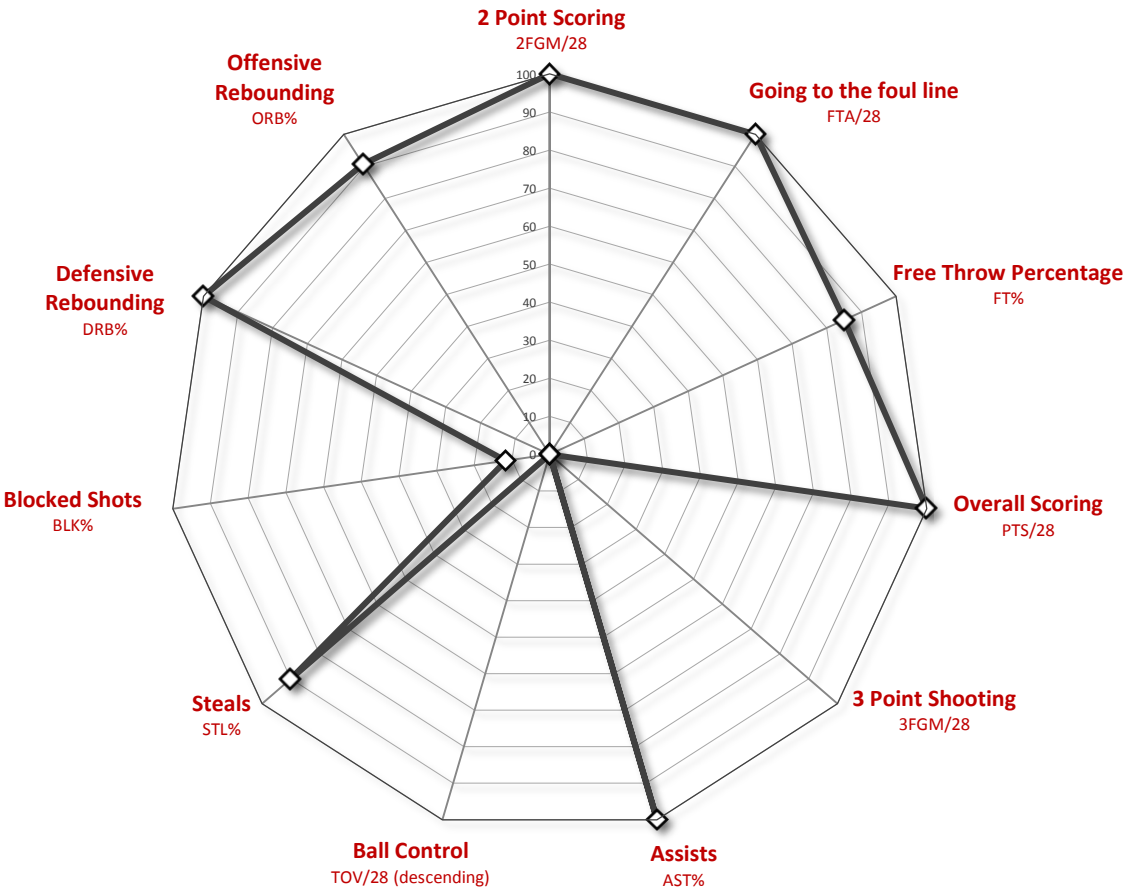 2 Point Scoring
2FGM/28
Offensive
Rebounding
ORB%
Going to the foul line
FTA/28
100
90
80
70
60
50
40
30
20
10
0
Defensive
Rebounding
DRB%
Free Throw Percentage
FT%
Blocked Shots
BLK%
Overall Scoring
PTS/28
Steals
STL%
3 Point Shooting
3FGM/28
Ball Control
TOV/28 (descending)
Assists
AST%